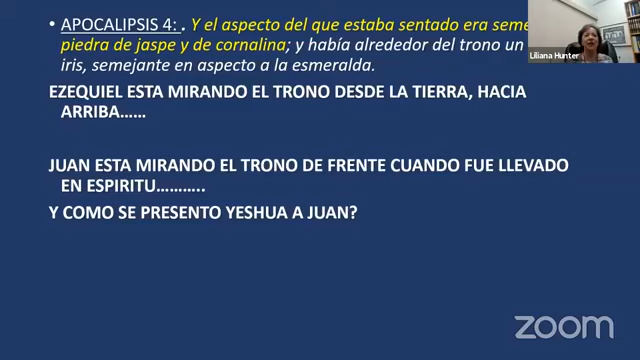 • APOCALIPSIS 4: . Y el aspecto del que estaba sentado era
piedra de jaspe y de cornalina; y había alrededor del trono un
iris, semejante en aspecto a la esmeralda.
EZEQUIEL ESTA MIRANDO EL TRONO DESDE LA TIERRA, HACIA
ARRIBA......
JUAN ESTA MIRANDO EL TRONO DE FRENTE CUANDO FUE LLEVADO
EN ESPIRITU...........
Y COMO SE PRESENTO YESHUA A JUAN?
Liliana Hunter
zoom